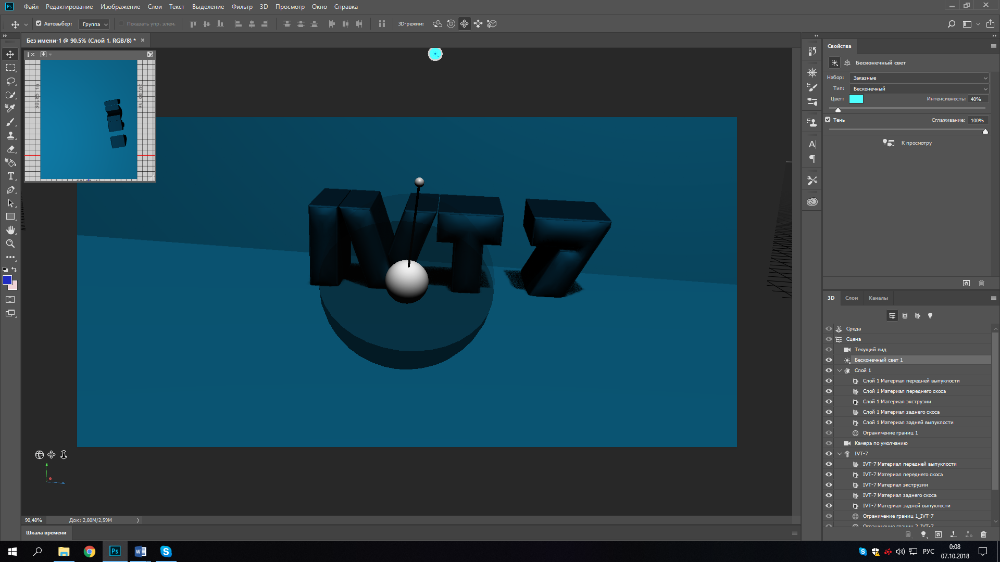 Ps Файл Редактирование Изображение Слои Текст Выделение Фильтр 3D Просмотр Окно Справка
Автовыбор: Группа Показать упр. элем. 3D-режим:
Без имени-1 @ 90,5% (Слой 1, RGB/8) *
IVT 7
90,48% Док: 2,80M/2,59M
Шкала времени
Свойства
Бесконечный свет
Набор: Заказные
Тип: Бесконечный
Цвет: Интенсивность: 40%
Тень Сглаживание: 100%
К просмотру
3D Слои Каналы
Среда
Сцена
Текущий вид
Бесконечный свет 1
Слой 1
Слой 1 Материал передней выпуклости
Слой 1 Материал переднего скоса
Слой 1 Материал экструзии
Слой 1 Материал заднего скоса
Слой 1 Материал задней выпуклости
Ограничение границ 1
Камера по умолчанию
IVT-7
IVT-7 Материал передней выпуклости
IVT-7 Материал переднего скоса
IVT-7 Материал экструзии
IVT-7 Материал заднего скоса
IVT-7 Материал задней выпуклости
Ограничение границ 1_IVT-7
Ограничение границ 2_IVT-7
Ps
РУС
0:08
07.10.2018